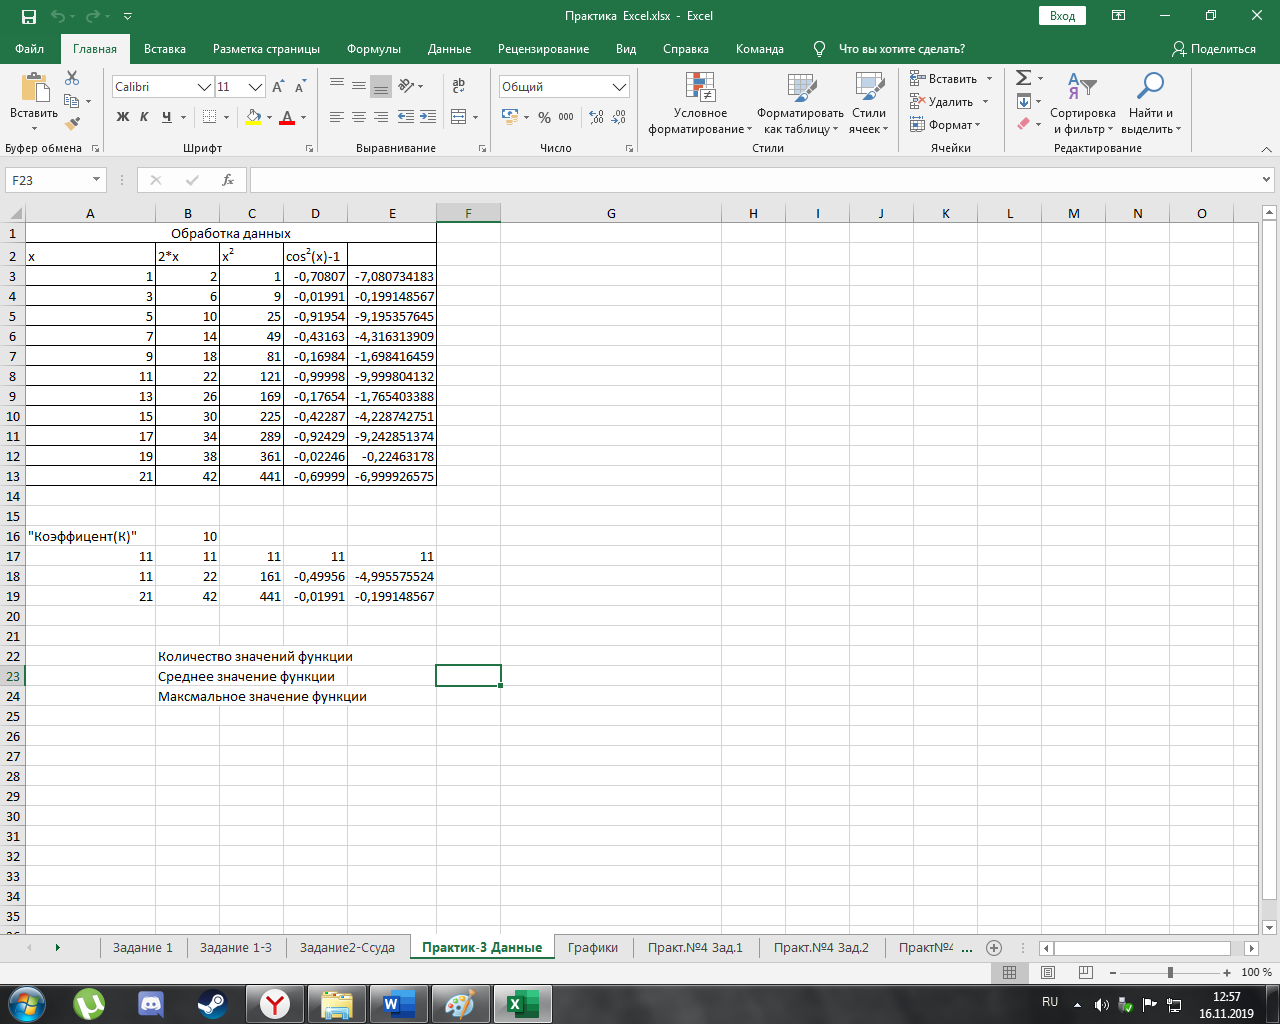 Практика Excel.xlsx - Excel
Вход
Файл Главная Вставка Разметка страницы Формулы Данные Рецензирование Вид Справка Команда Что вы хотите сделать? Поделиться
Вставить
Буфер обмена
Calibri 11
Ж К Ч
Шрифт
Выравнивание
Общий
% 000
Число
Условное форматирование
Форматировать как таблицу
Стили ячеек
Стили
Вставить
Удалить
Формат
Ячейки
Сортировка и фильтр
Найти и выделить
Редактирование
F23 fx
A B C D E F G H I J K L M N O
1 Обработка данных
2 x 2*x x² cos²(x)-1
3 1 2 1 -0,70807 -7,080734183
4 3 6 9 -0,01991 -0,199148567
5 5 10 25 -0,91954 -9,195357645
6 7 14 49 -0,43163 -4,316313909
7 9 18 81 -0,16984 -1,698416459
8 11 22 121 -0,99998 -9,999804132
9 13 26 169 -0,17654 -1,765403388
10 15 30 225 -0,42287 -4,228742751
11 17 34 289 -0,92429 -9,242851374
12 19 38 361 -0,02246 -0,22463178
13 21 42 441 -0,69999 -6,999926575
14
15
16 "Коэффицент(К)" 10
17 11 11 11 11 11
18 11 22 161 -0,49956 -4,995575524
19 21 42 441 -0,01991 -0,199148567
20
21
22 Количество значений функции
23 Среднее значение функции
24 Максмальное значение функции
25
26
27
28
29
30
31
32
33
34
35
Задание 1 Задание 1-3 Задание2-Ссуда Практик-3 Данные Графики Практ.№4 Зад.1 Практ.№4 Зад.2 Практ№4 ...
100 %
RU 12:57
16.11.2019